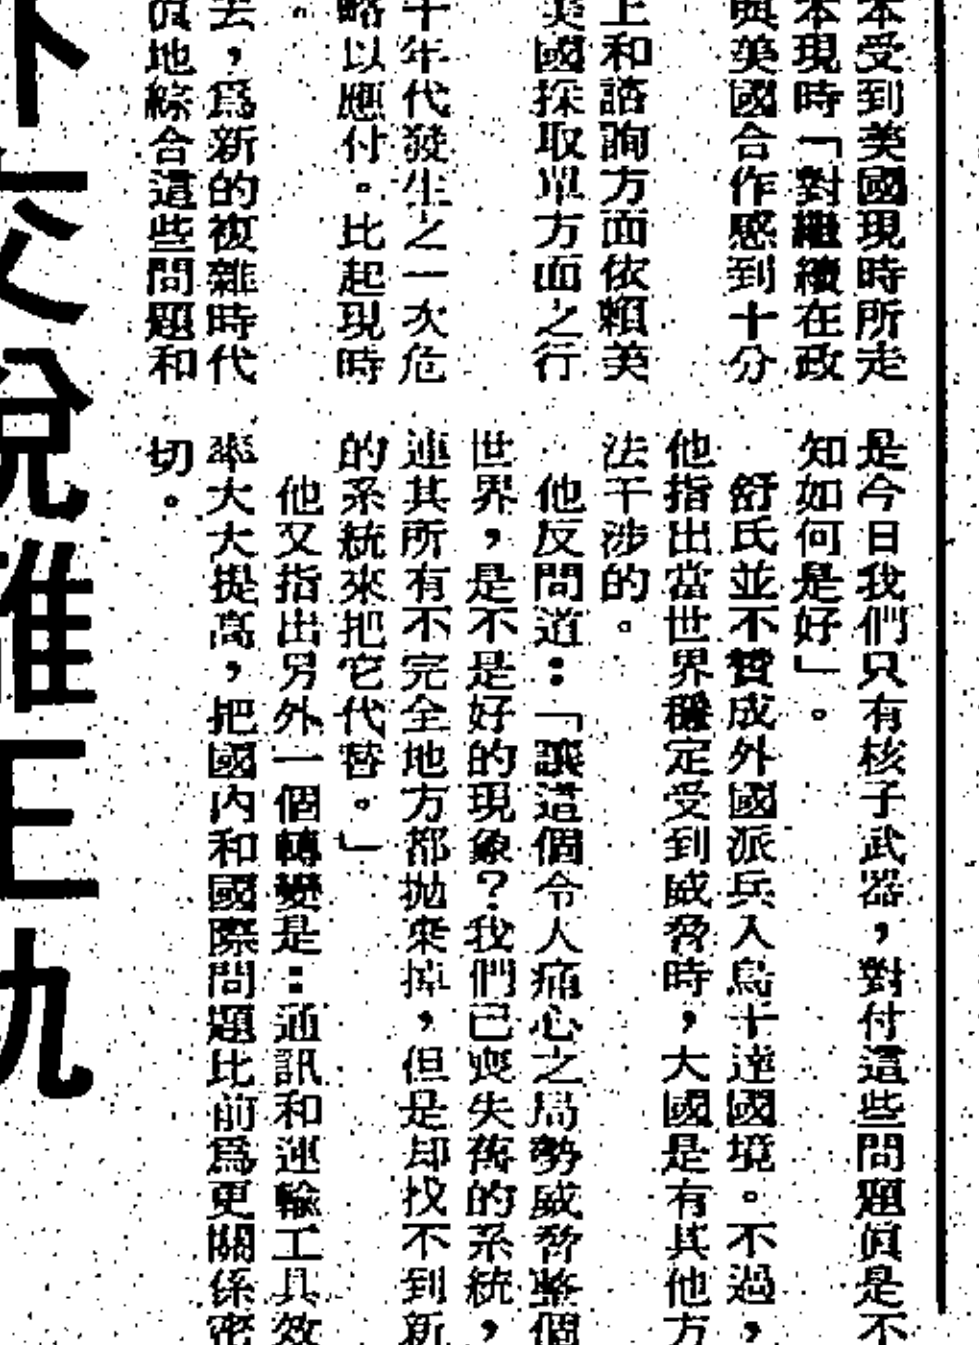 本受到美國現時所走
本現時「對繼續在政
與美國合作感到十分
上和諮詢方面依賴美
美國採取單方面之行
十年代發生之一次危
略以應付。比起現時
去，爲新的複雜時代
眞地綜合這些問題和
是今日我們只有核子武器，對付這些問題眞是不
知如何是好」。
舒氏並不贊成外國派兵入烏干達國境。不過，
他指出當世界穩定受到威脅時，大國是有其他方
法干涉的。
他反問道：「讓這個令人痛心之局勢威脅整個
世界，是不是好的現象？我們已喪失舊的系統，
連其所有不完全地方都拋棄掉，但是却找不到新
的系統來把它代替。」
他又指出另外一個轉變是：通訊和運輸工具效
率大大提高，把國內和國際問題比前爲更關係密
切。